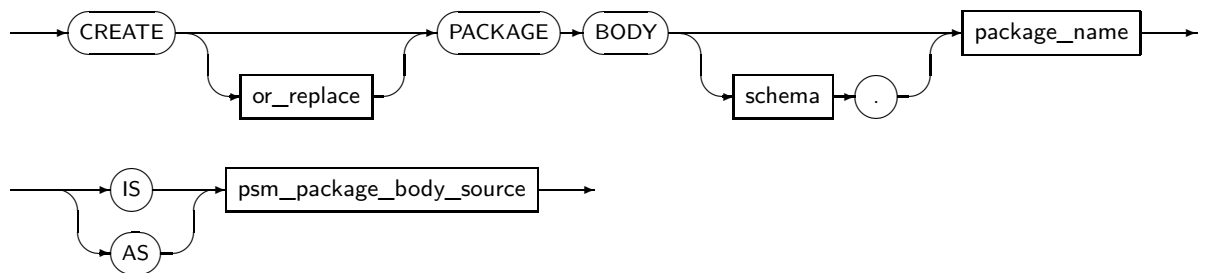 CREATE PACKAGE BODY package_name
or_replace schema .
IS psm_package_body_source
AS